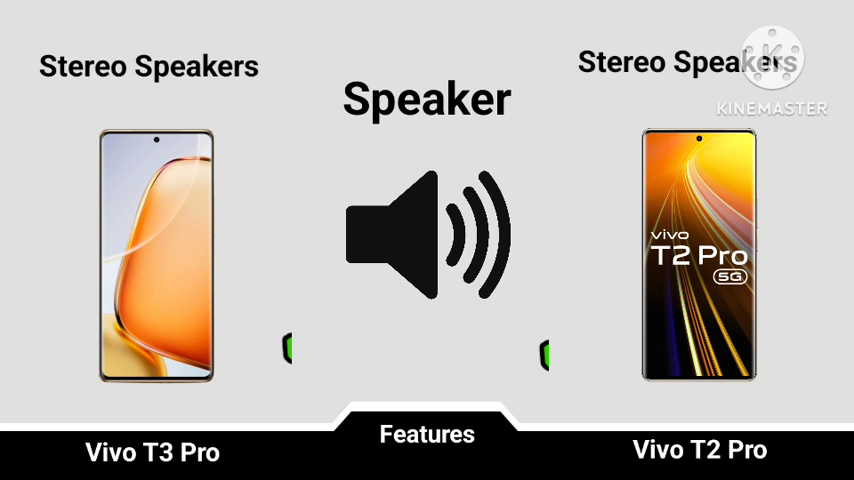 Stereo Speakers
Speaker
Stereo Speakers
KINEMASTER
vivo
T2 Pro
5G
Features
Vivo T3 Pro
Vivo T2 Pro